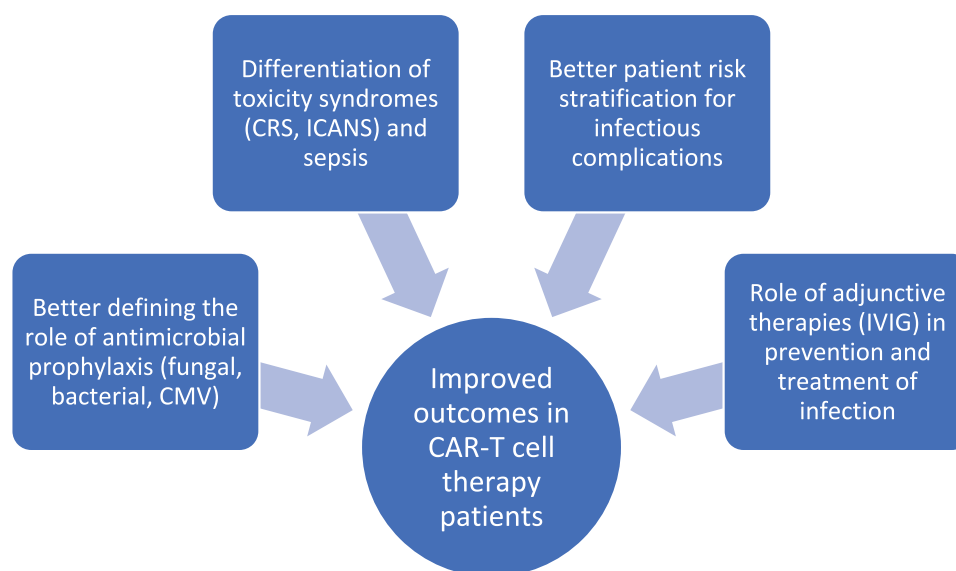 Differentiation of
toxicity syndromes
(CRS, ICANS) and
sepsis
Better patient risk
stratification for
infectious
complications
Better defining the
role of antimicrobial
prophylaxis (fungal,
bacterial, CMV)
Role of adjunctive
therapies (IVIG) in
prevention and
treatment of
infection
Improved
outcomes in
CAR-T cell
therapy
patients